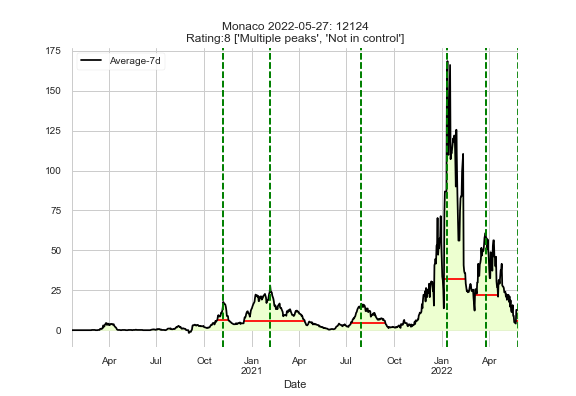 Monaco 2022-05-27: 12124
Rating:8 ['Multiple peaks', 'Not in control']
Average-7d
175
150
125
100
75
50
25
0
Apr Jul Oct Jan Apr Jul Oct Jan Apr
2021 2022
Date